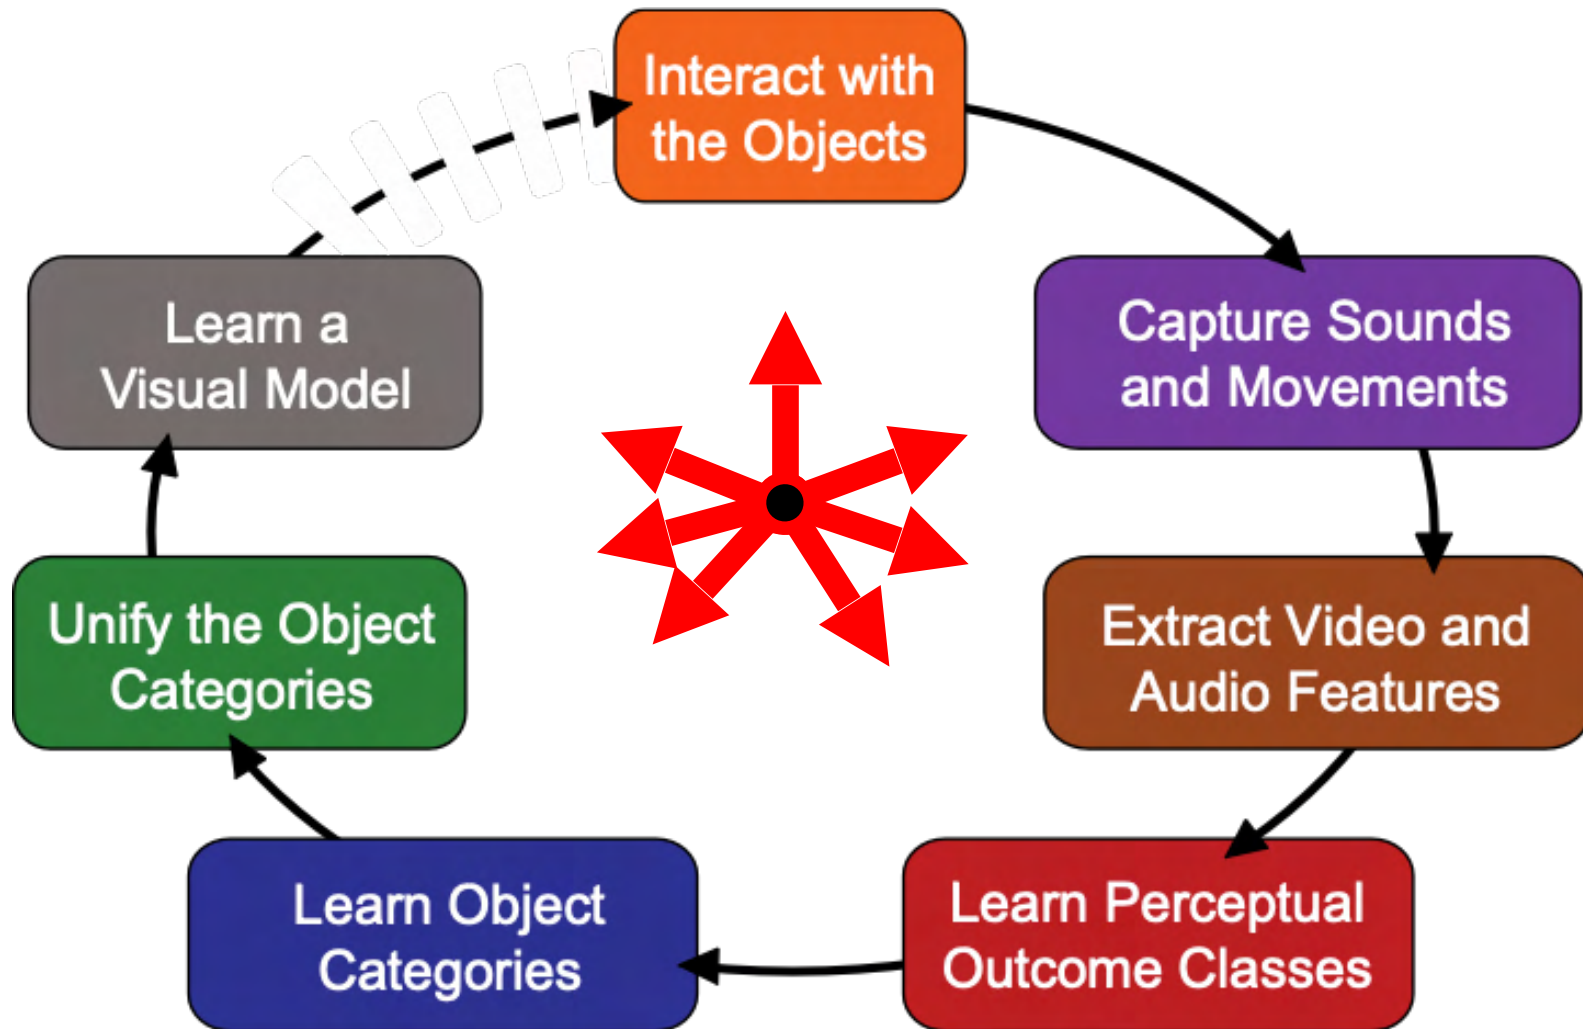 Interact with
the Objects
Capture Sounds
and Movements
Extract Video and
Audio Features
Learn Perceptual
Outcome Classes
Learn Object
Categories
Unify the Object
Categories
Learn a
Visual Model